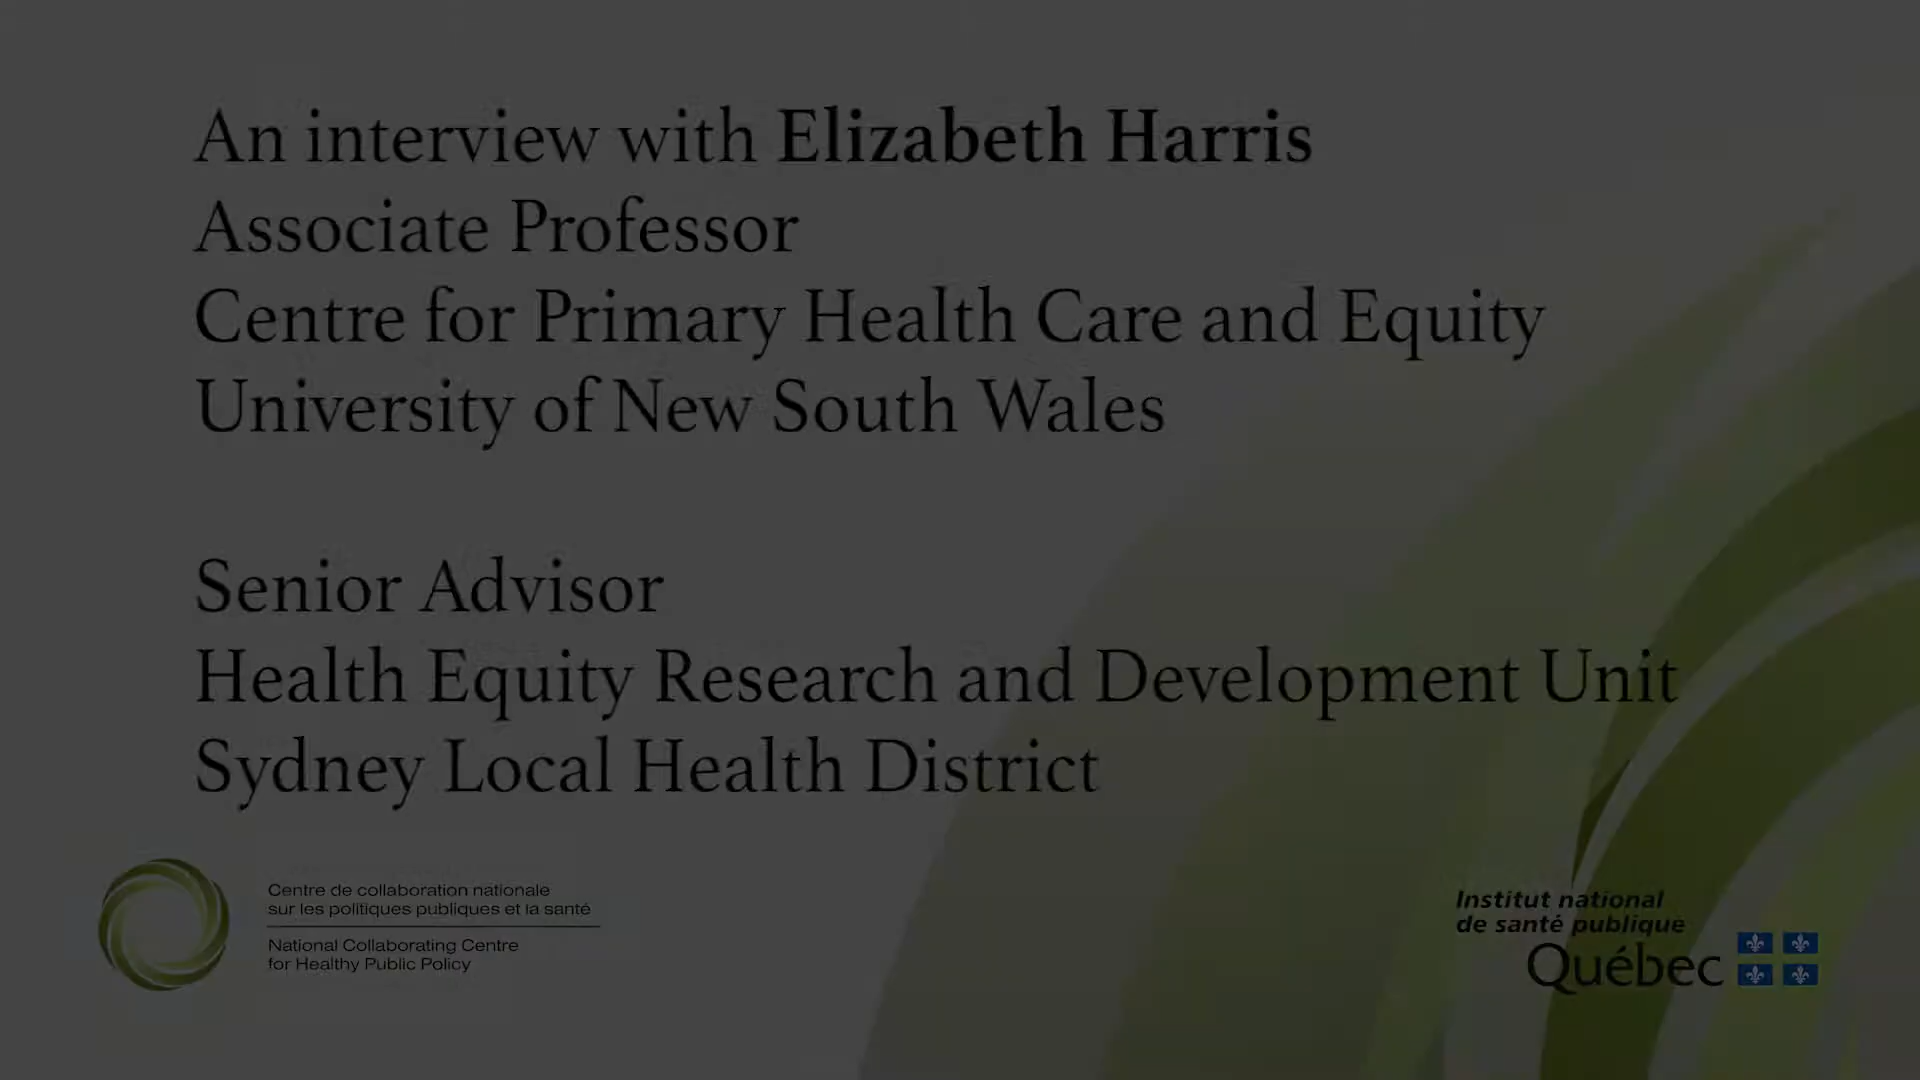 An interview with Elizabeth Harris
Associate Professor
Centre for Primary Health Care and Equity
University of New South Wales
Senior Advisor
Health Equity Research and Development Unit
Sydney Local Health District
Centre de collaboration nationale
sur les politiques publiques et la santé
National Collaborating Centre
for Healthy Public Policy
Institut national
de santé publique
Québec